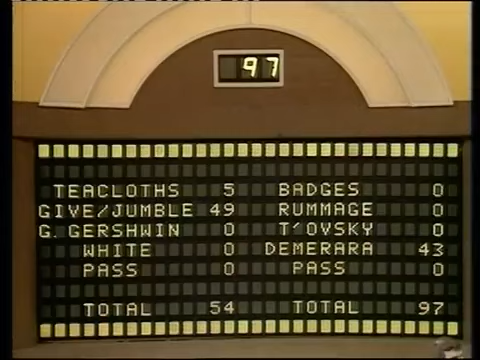 97
TEACLOTHS 5 BADGES 0
GIVE/JUMBLE 49 RUMMAGE 0
G. GERSHWIN 0 T'OVSKY 0
WHITE 0 DEMERARA 43
PASS 0 PASS 0
TOTAL 54 TOTAL 97